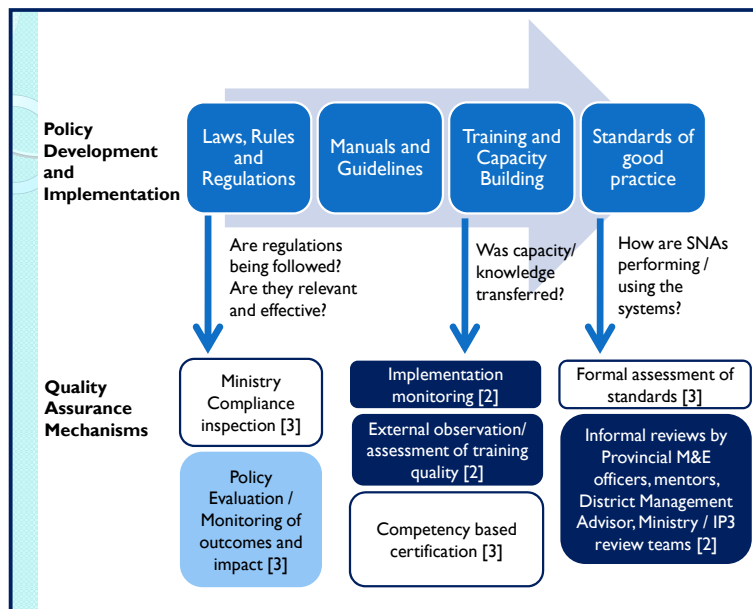 Policy
Development
and
Implementation
Laws, Rules
and
Regulations
Manuals and
Guidelines
Training and
Capacity
Building
Standards of
good
practice
Are regulations
being followed?
Are they relevant
and effective?
Was capacity/
knowledge
transferred?
How are SNAs
performing /
using the
systems?
Quality
Assurance
Mechanisms
Ministry
Compliance
inspection [3]
Policy
Evaluation /
Monitoring of
outcomes and
impact [3]
Implementation
monitoring [2]
External observation/
assessment of training
quality [2]
Competency based
certification [3]
Formal assessment of
standards [3]
Informal reviews by
Provincial M&E
officers, mentors,
District Management
Advisor, Ministry / IP3
review teams [2]